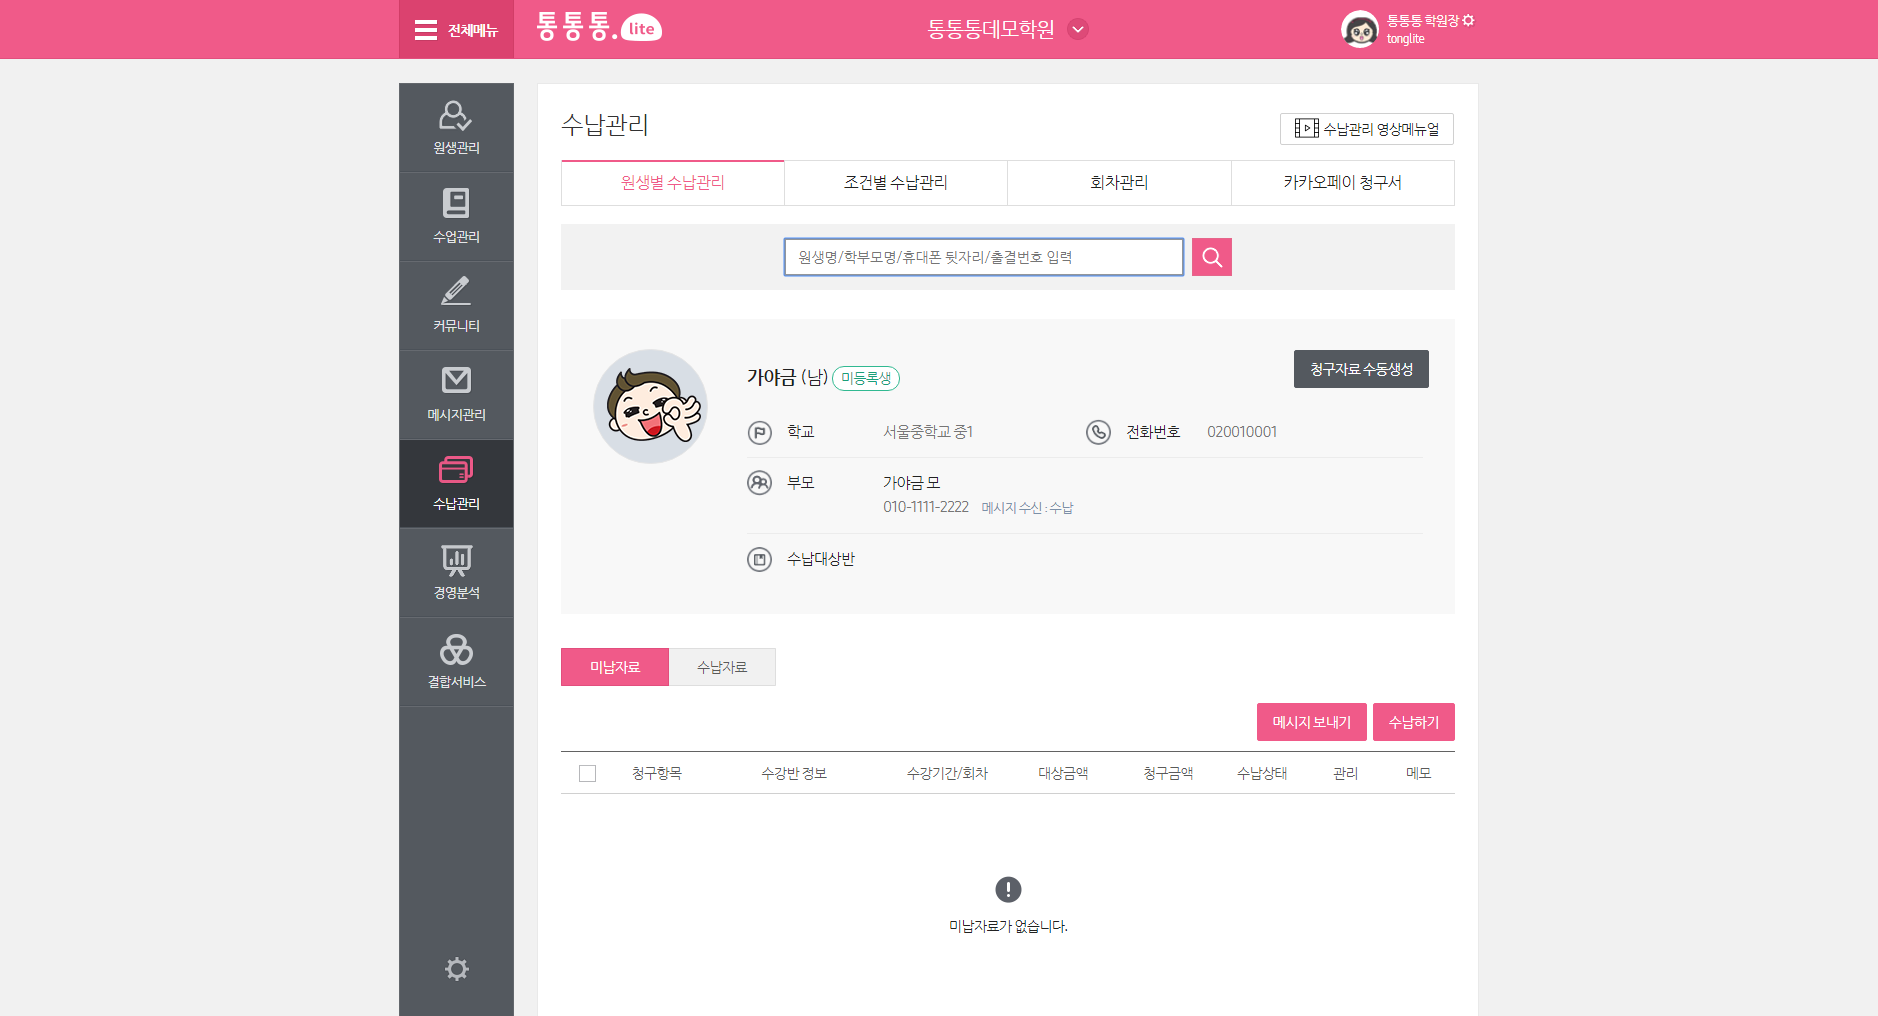 전체메뉴
통통통.lite
통통통데모학원
통통통 학원장
tonglite
원생관리
수업관리
커뮤니티
메시지관리
수납관리
경영분석
결합서비스
수납관리
수납관리 영상메뉴얼
원생별 수납관리
조건별 수납관리
회차관리
카카오페이 청구서
원생명/학부모명/휴대폰 뒷자리/출결번호 입력
가야금 (남) 미등록생
청구자료 수동생성
학교 서울중학교 중1 전화번호 020010001
부모 가야금 모
010-1111-2222 메시지 수신 : 수납
수납대상반
미납자료 수납자료
메시지 보내기 수납하기
청구항목 수강반 정보 수강기간/회차 대상금액 청구금액 수납상태 관리 메모
미납자료가 없습니다.